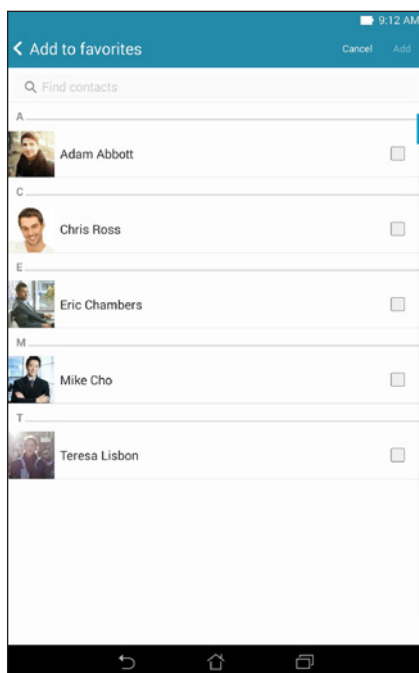 9:12 AM
Add to favorites Cancel Add
Find contacts
A
Adam Abbott
C
Chris Ross
E
Eric Chambers
M
Mike Cho
T
Teresa Lisbon